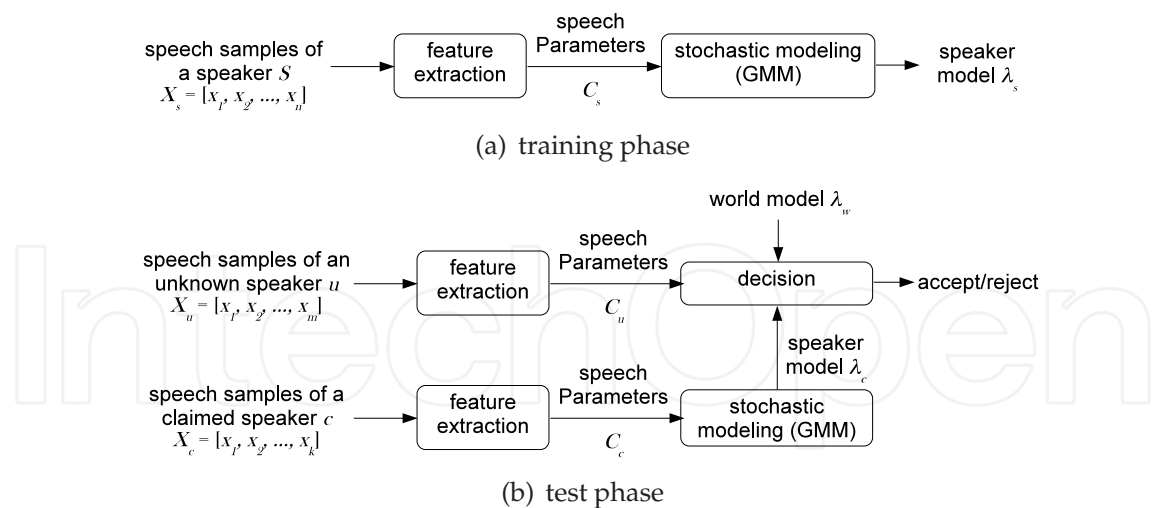 speech samples of
a speaker S
X_s = [x_1, x_2, ..., x_n]
feature
extraction
speech
Parameters
C_s
stochastic modeling
(GMM)
speaker
model λ_s
(a) training phase
world model λ_w
speech samples of an
unknown speaker u
X_u = [x_1, x_2, ..., x_m]
feature
extraction
speech
Parameters
C_u
decision
accept/reject
speaker
model λ_c
speech samples of a
claimed speaker c
X_c = [x_1, x_2, ..., x_k]
feature
extraction
speech
Parameters
C_c
stochastic
modeling (GMM)
(b) test phase
IntechOpen